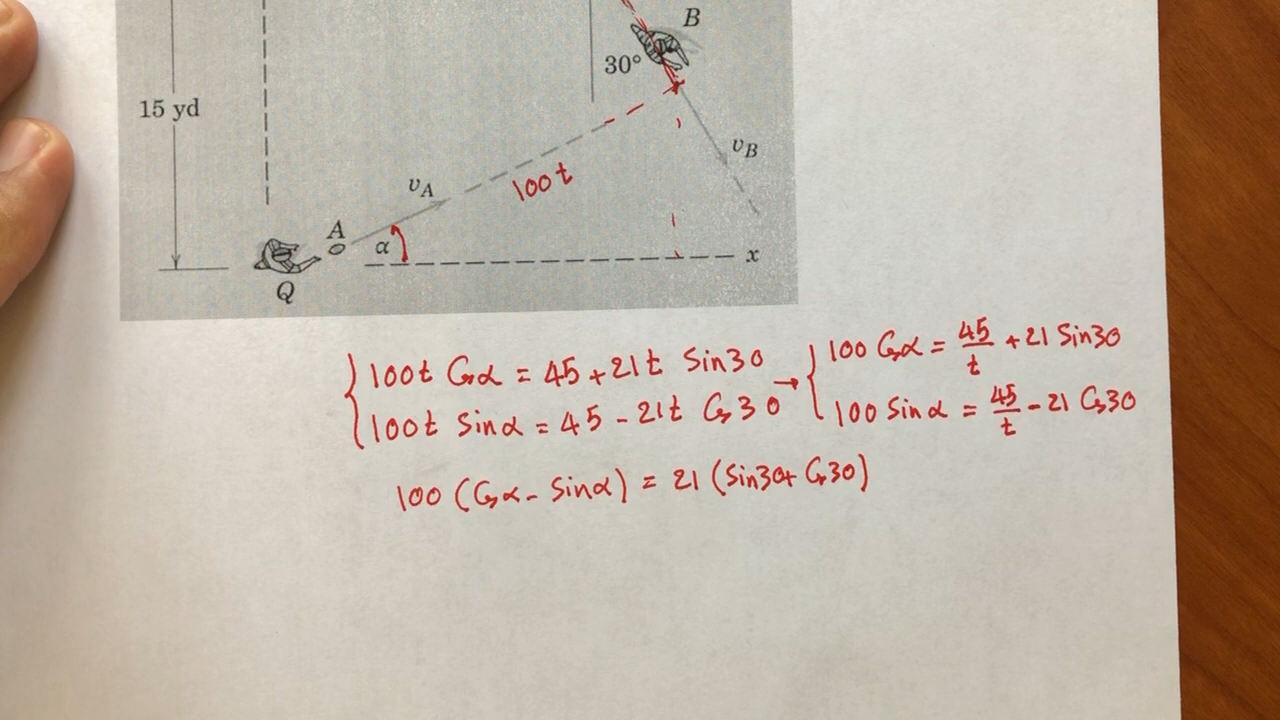 B
30°
15 yd
v_B
v_A
100t
A
α
x
Q
100t Cosα = 45 + 21t Sin30 → 100 Cosα = 45/t + 21 Sin30
100t Sinα = 45 - 21t Cos30 100 Sinα = 45/t - 21 Cos30
100 (Cosα - Sinα) = 21 (Sin30 + Cos30)